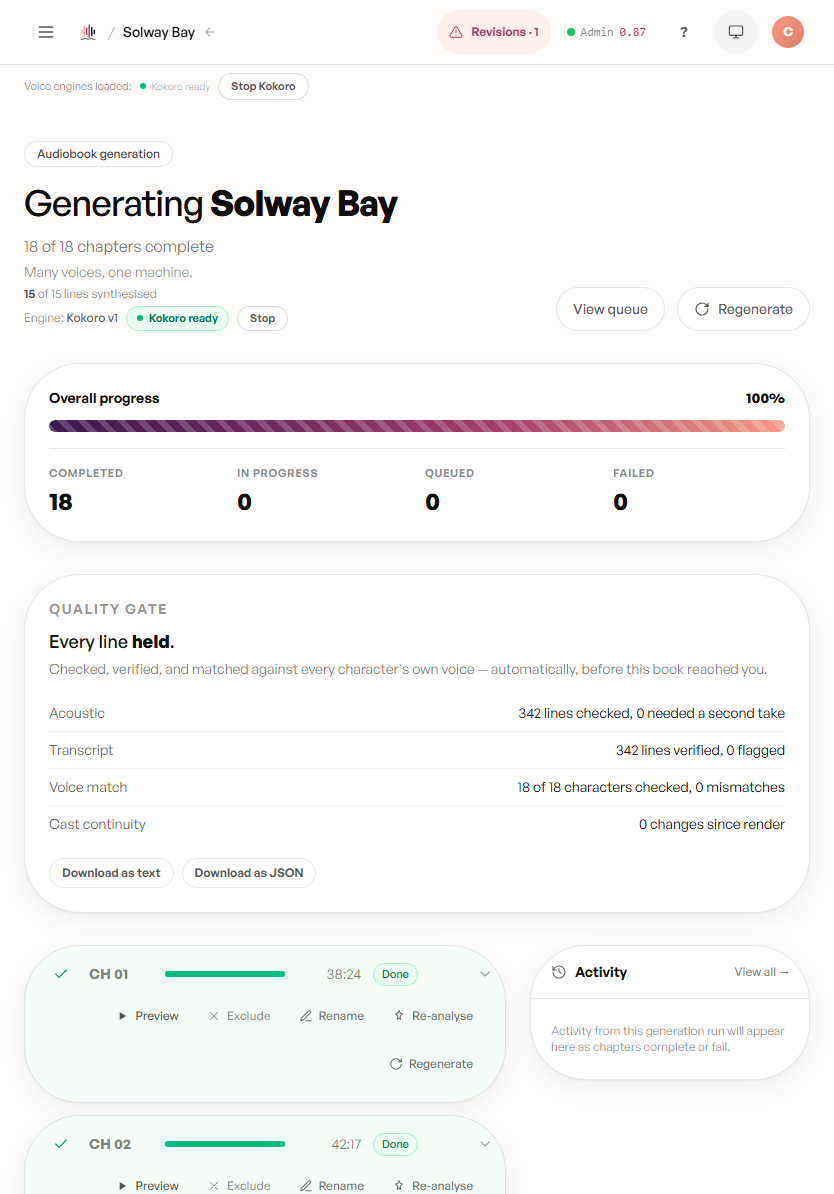 / Solway Bay ←
Revisions · 1
Admin 0.87
?
C
Voice engines loaded: Kokoro ready Stop Kokoro
Audiobook generation
Generating Solway Bay
18 of 18 chapters complete
Many voices, one machine.
15 of 15 lines synthesised
Engine: Kokoro v1 Kokoro ready Stop
View queue
Regenerate
Overall progress 100%
COMPLETED IN PROGRESS QUEUED FAILED
18 0 0 0
QUALITY GATE
Every line held.
Checked, verified, and matched against every character's own voice — automatically, before this book reached you.
Acoustic 342 lines checked, 0 needed a second take
Transcript 342 lines verified, 0 flagged
Voice match 18 of 18 characters checked, 0 mismatches
Cast continuity 0 changes since render
Download as text Download as JSON
CH 01 38:24 Done
Preview Exclude Rename Re-analyse
Regenerate
CH 02 42:17 Done
Preview Exclude Rename Re-analyse
Activity View all →
Activity from this generation run will appear
here as chapters complete or fail.